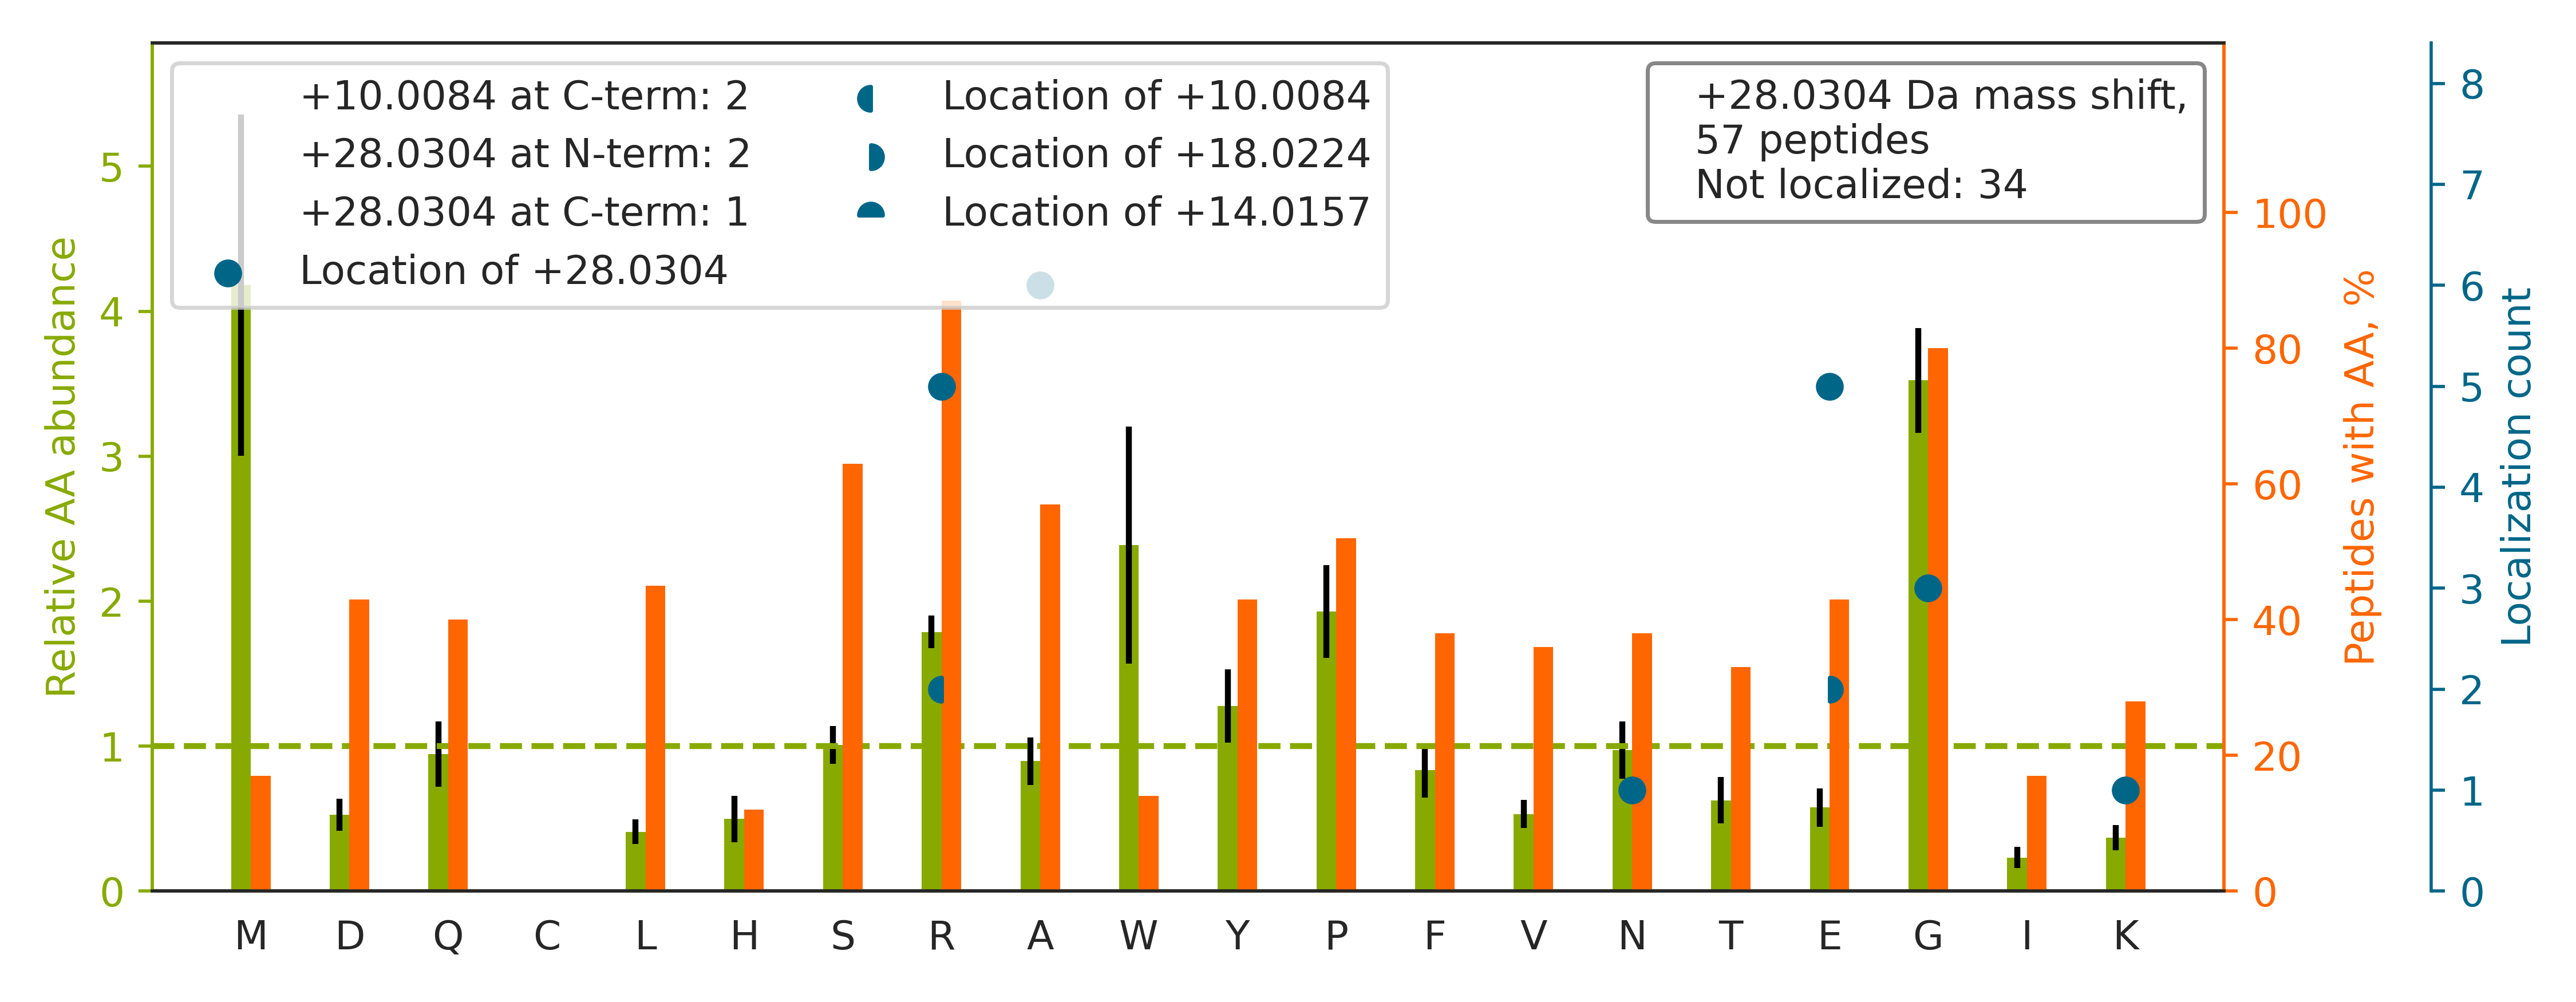 +10.0084 at C-term: 2
+28.0304 at N-term: 2
+28.0304 at C-term: 1
Location of +28.0304
Location of +10.0084
Location of +18.0224
Location of +14.0157
+28.0304 Da mass shift,
57 peptides
Not localized: 34
Relative AA abundance
5
4
3
2
1
0
100
80
60
40
20
0
Peptides with AA, %
8
7
6
5
4
3
2
1
0
Localization count
M D Q C L H S R A W Y P F V N T E G I K